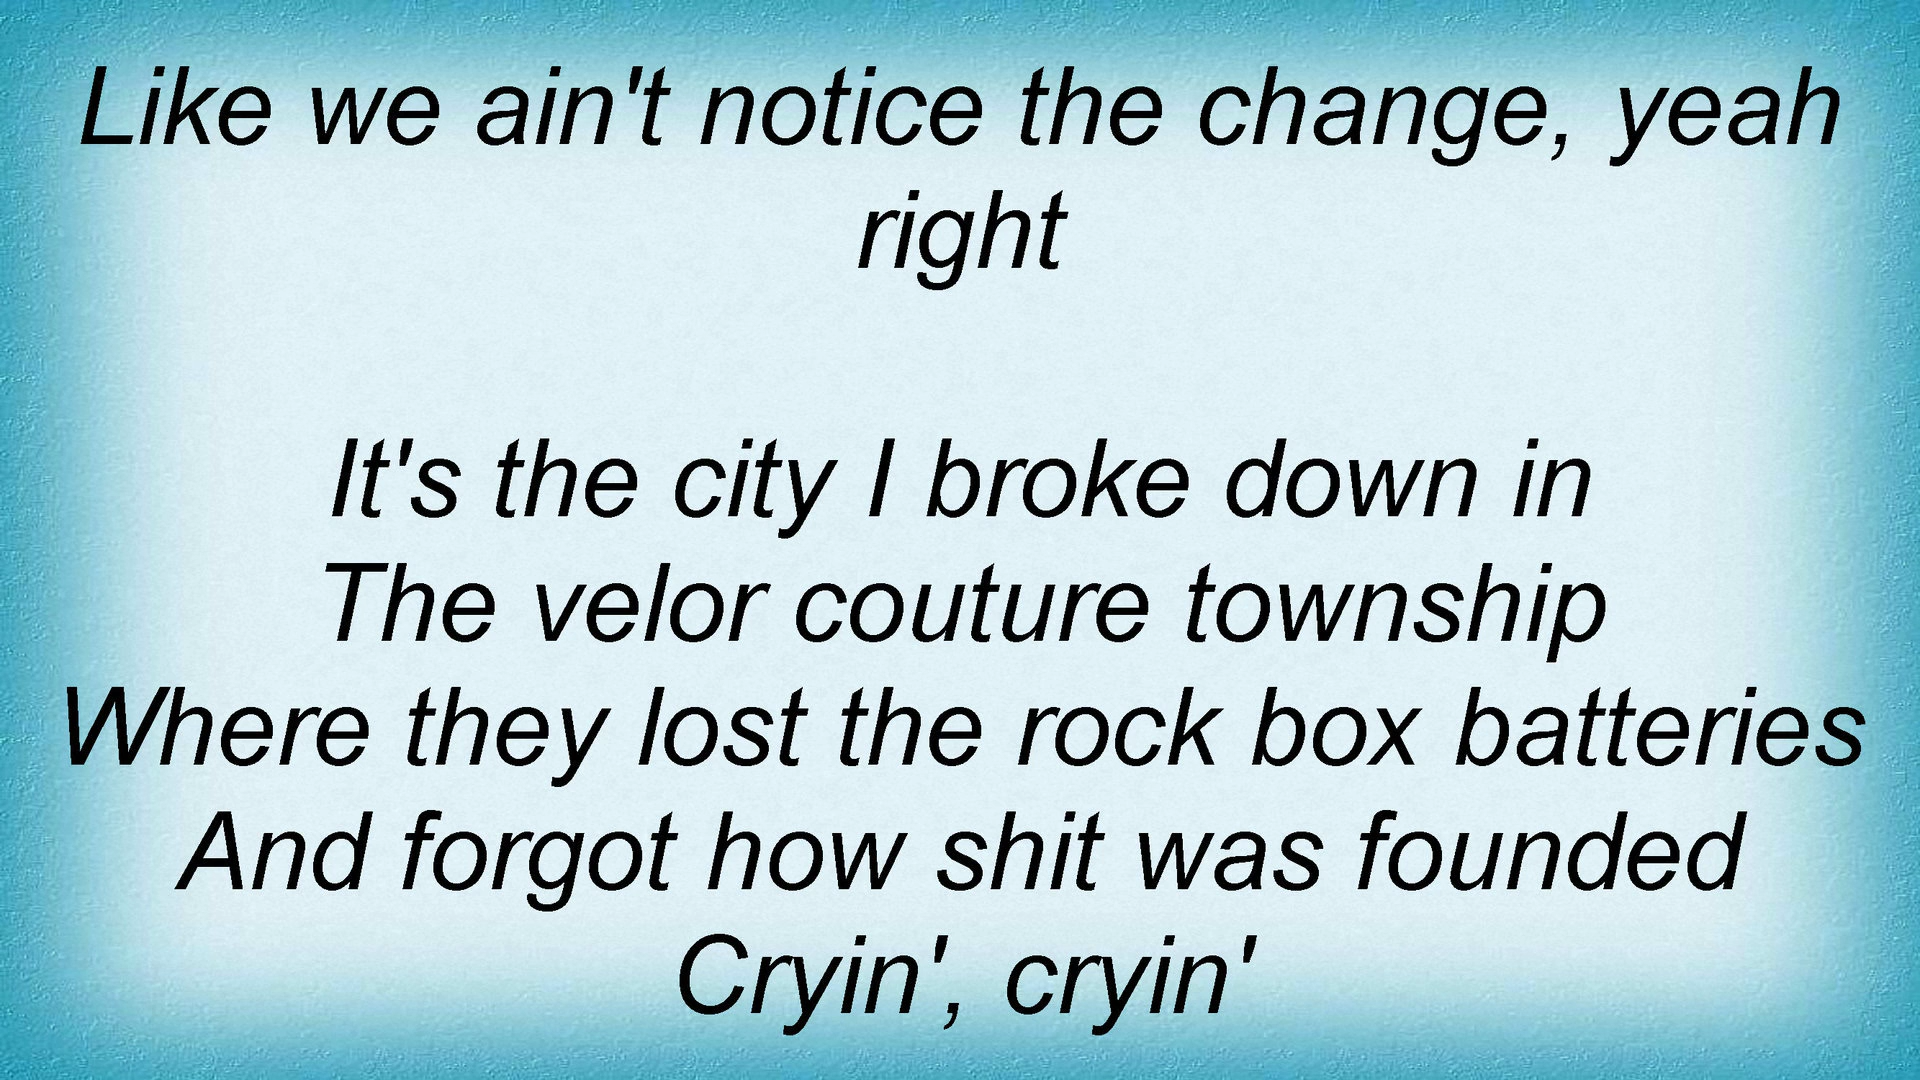 Like we ain't notice the change, yeah
right
It's the city I broke down in
The velor couture township
Where they lost the rock box batteries
And forgot how shit was founded
Cryin', cryin'